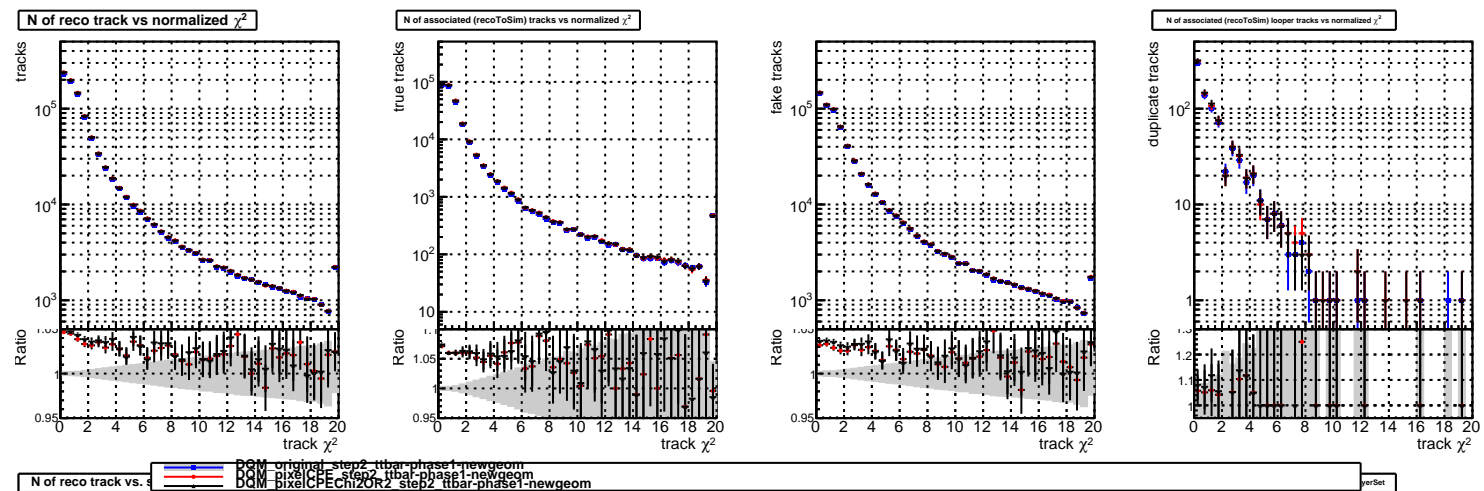 N of reco track vs normalized χ²
N of associated (recoToSim) tracks vs normalized χ²
N of associated (recoToSim) looper tracks vs normalized χ²
tracks
10⁵
10⁴
10³
Ratio
1
0.95
0 2 4 6 8 10 12 14 16 18 20
track χ²
true tracks
10⁵
10⁴
10³
10²
10
Ratio
1.05
1
0.95
0 2 4 6 8 10 12 14 16 18 20
track χ²
fake tracks
10⁵
10⁴
10³
Ratio
1
0.95
0 2 4 6 8 10 12 14 16 18 20
track χ²
duplicate tracks
10²
10
1
Ratio
1.2
1.1
1
0 2 4 6 8 10 12 14 16 18 20
track χ²
N of reco track vs. s
DQM_original_step2_ttbar-phase1-newgeom
DQM_pixelCPE_step2_ttbar-phase1-newgeom
DQM_pixelCPEChi2OR2_step2_ttbar-phase1-newgeom
yerSet